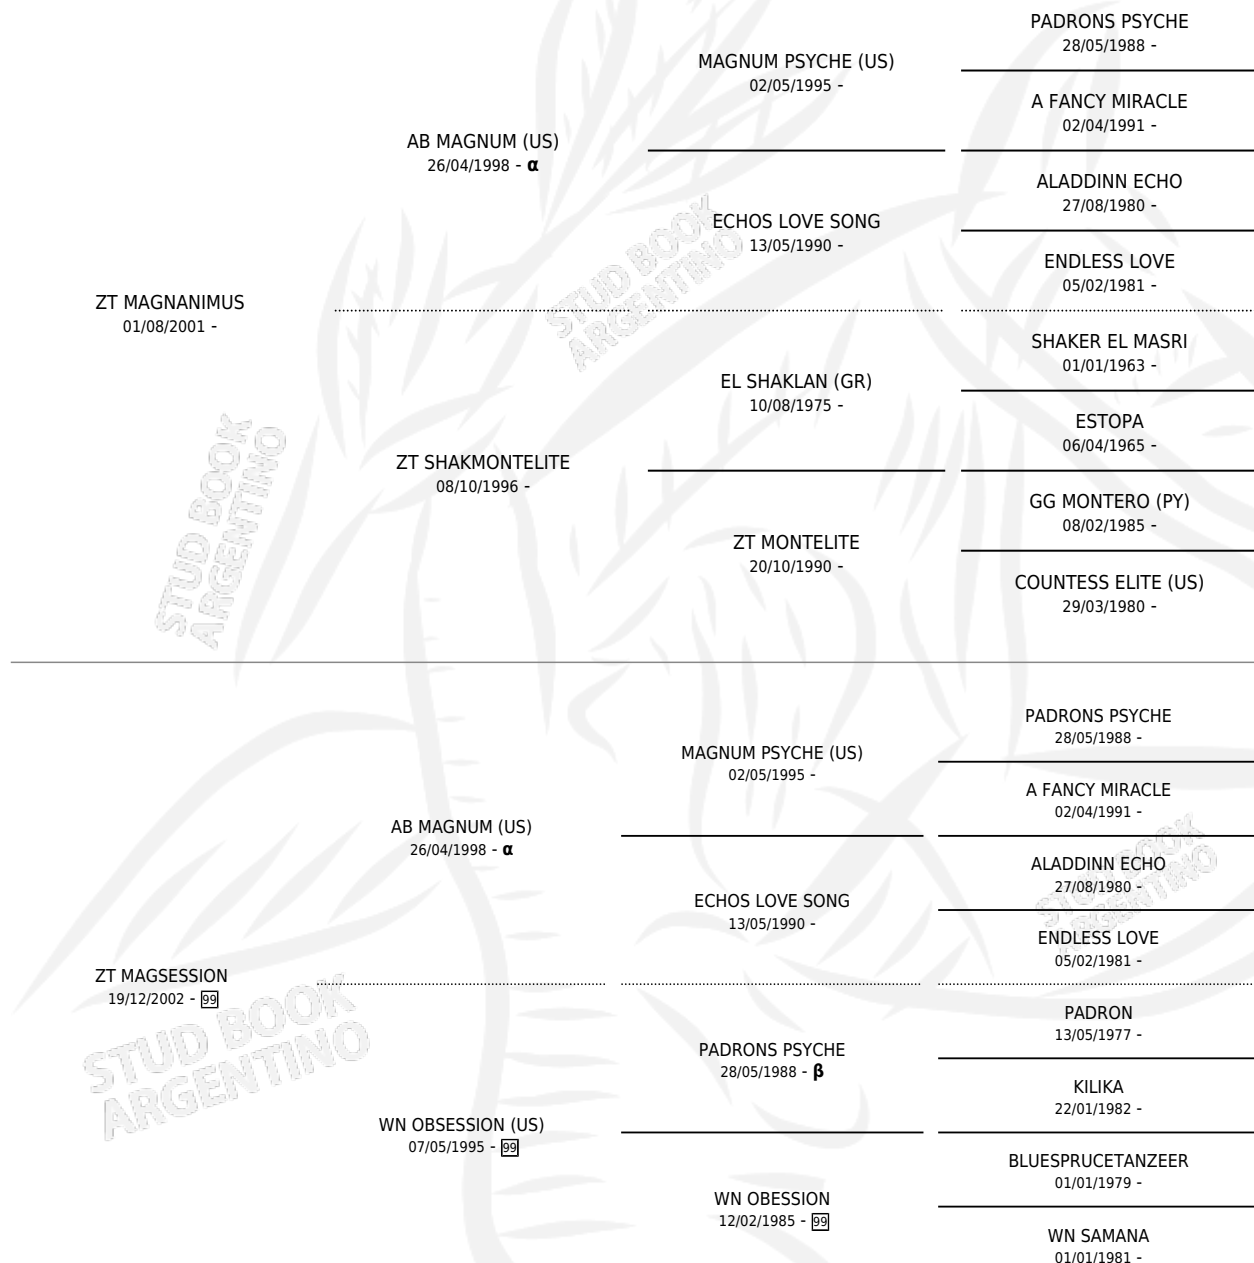 PADRONS PSYCHE
28/05/1988 -
MAGNUM PSYCHE (US)
02/05/1995 -
A FANCY MIRACLE
02/04/1991 -
AB MAGNUM (US)
26/04/1998 - α
ALADDINN ECHO
27/08/1980 -
ECHOS LOVE SONG
13/05/1990 -
ENDLESS LOVE
05/02/1981 -
ZT MAGNANIMUS
01/08/2001 -
SHAKER EL MASRI
01/01/1963 -
EL SHAKLAN (GR)
10/08/1975 -
ESTOPA
06/04/1965 -
ZT SHAKMONTELITE
08/10/1996 -
GG MONTERO (PY)
08/02/1985 -
ZT MONTELITE
20/10/1990 -
COUNTESS ELITE (US)
29/03/1980 -
STUD BOOK
ARGENTINO
STUD BOOK
ARGENTINO
PADRONS PSYCHE
28/05/1988 -
MAGNUM PSYCHE (US)
02/05/1995 -
A FANCY MIRACLE
02/04/1991 -
AB MAGNUM (US)
26/04/1998 - α
ALADDINN ECHO
27/08/1980 -
ECHOS LOVE SONG
13/05/1990 -
ENDLESS LOVE
05/02/1981 -
ZT MAGSESSION
19/12/2002 - 99
PADRON
13/05/1977 -
PADRONS PSYCHE
28/05/1988 - β
KILIKA
22/01/1982 -
WN OBSESSION (US)
07/05/1995 - 99
BLUESPRUCETANZEER
01/01/1979 -
WN OBESSION
12/02/1985 - 99
WN SAMANA
01/01/1981 -
STUD BOOK
ARGENTINO
STUD BOOK
ARGENTINO